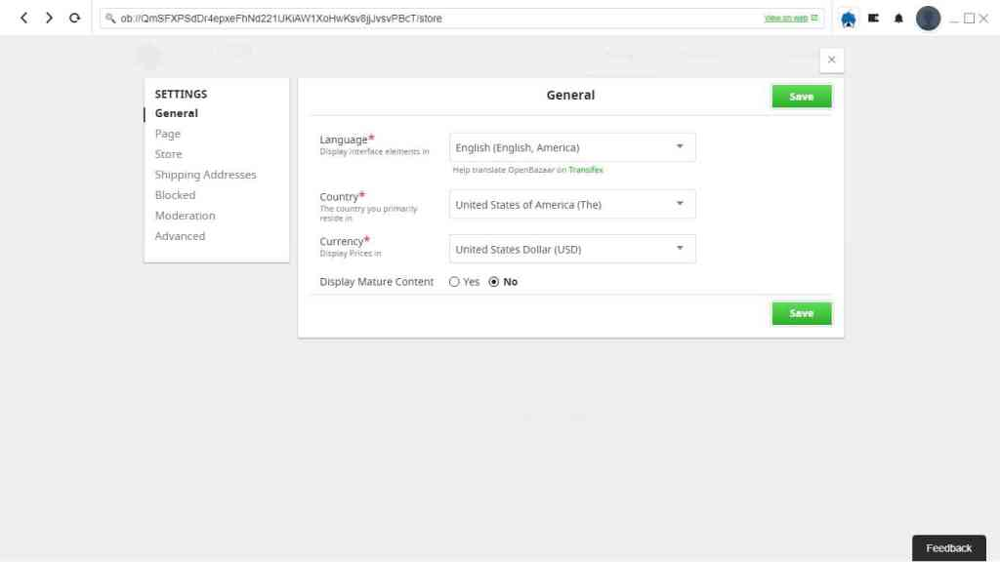 ob://QmSFXPSdDr4epxeFhNd221UKiAW1XoHwKsv8jjJvsvPBcT/store
View on web
SETTINGS
General
Page
Store
Shipping Addresses
Blocked
Moderation
Advanced
General
Save
Language*
Display interface elements in
English (English, America)
Help translate OpenBazaar on Transifex
Country*
The country you primarily
reside in
United States of America (The)
Currency*
Display Prices in
United States Dollar (USD)
Display Mature Content
Yes
No
Save
Feedback